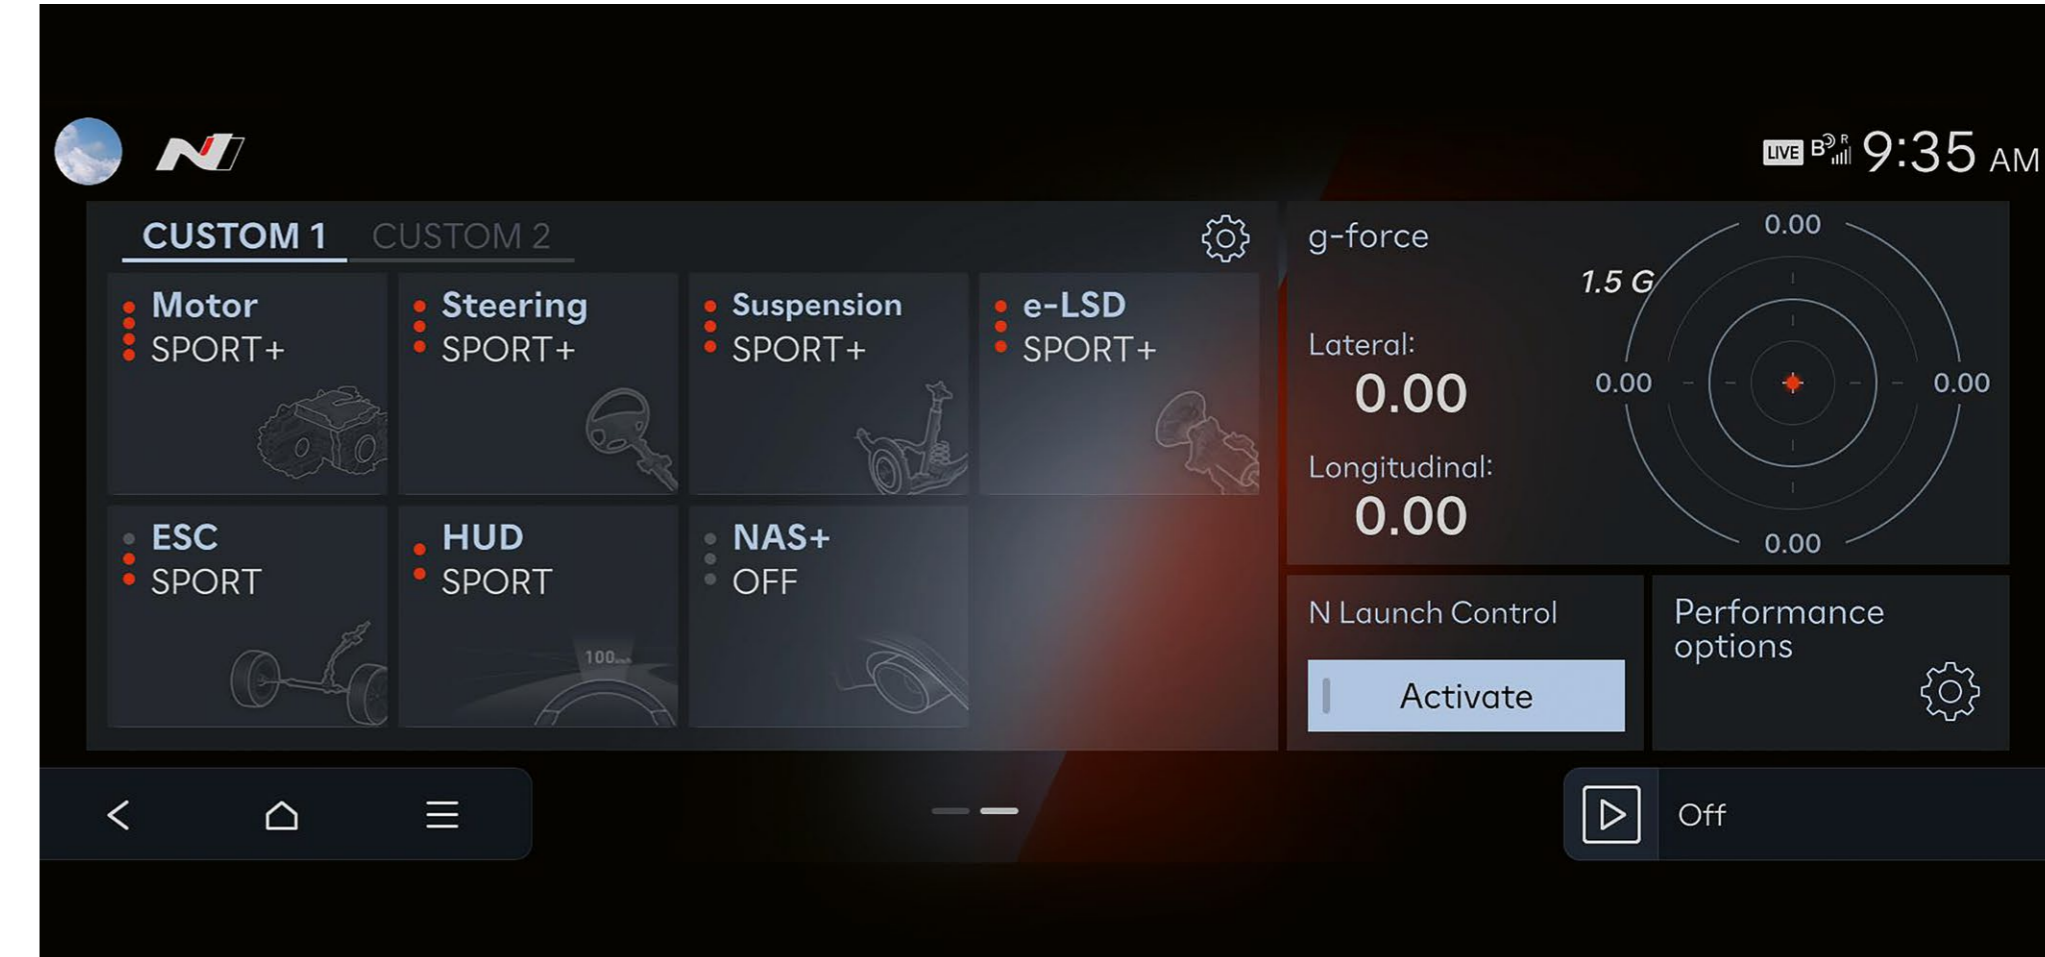 LIVE B R 9:35 AM
CUSTOM 1 CUSTOM 2
Motor
SPORT+
Steering
SPORT+
Suspension
SPORT+
e-LSD
SPORT+
ESC
SPORT
HUD
SPORT
100
NAS+
OFF
g-force
1.5 G
0.00
0.00
0.00
0.00
Lateral:
0.00
Longitudinal:
0.00
N Launch Control
Activate
Performance
options
Off